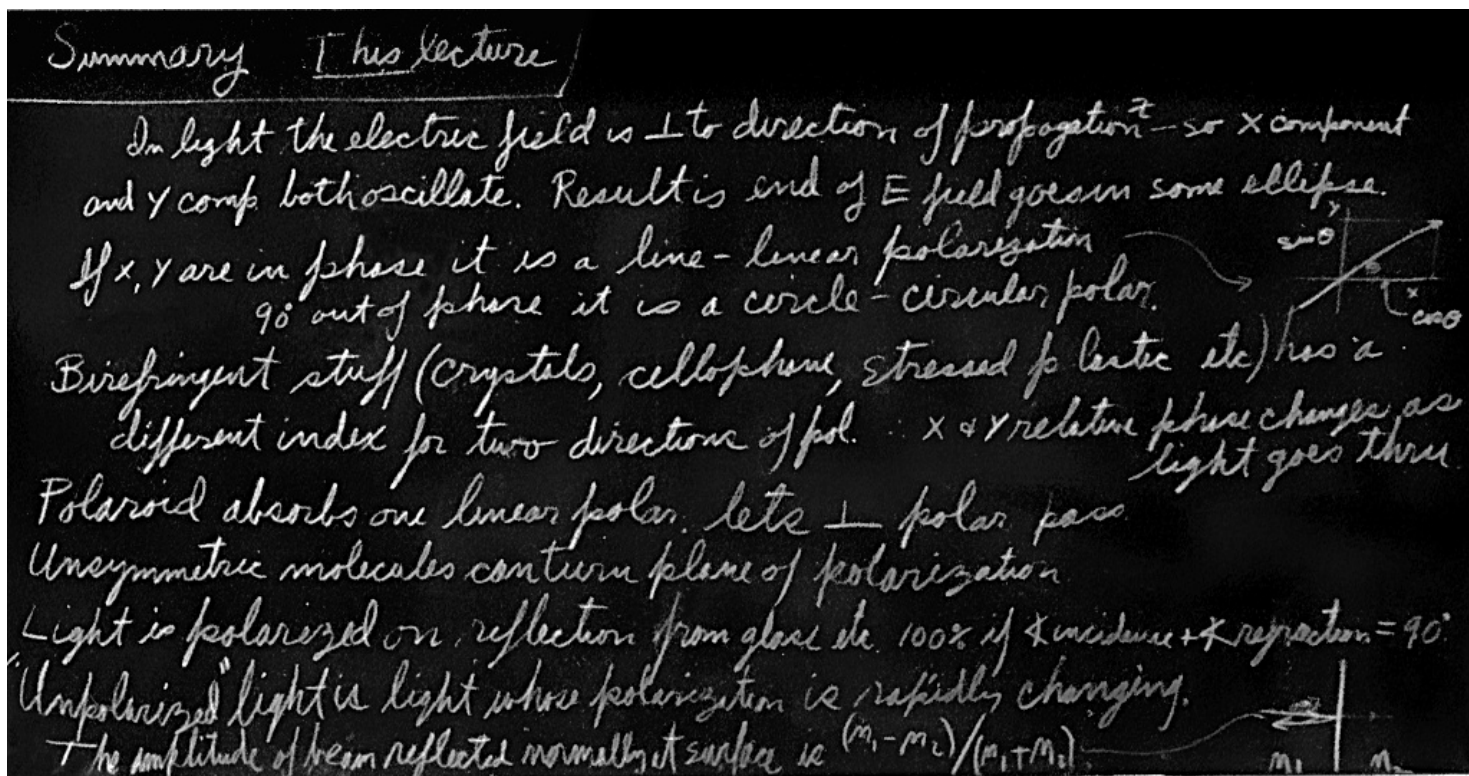 Summary This lecture
In light the electric field is ⊥ to direction of propagation z – so X component
and Y comp. both oscillate. Result is end of E field goes in some ellipse.
If X, Y are in phase it is a line – linear polarization
90° out of phase it is a circle – circular polar.
Y
sin θ
θ
X
cos θ
Birefringent stuff (crystals, cellophane, stressed plastic etc) has a
different index for two directions of pol. ∴ X & Y relative phase changes as
light goes thru
Polaroid absorbs one linear polar. lets ⊥ polar pass
Unsymmetric molecules can turn plane of polarization
Light is polarized on reflection from glass etc 100% if ∢ incidence + ∢ refraction = 90°
"Unpolarized" light is light whose polarization is rapidly changing.
The amplitude of beam reflected normally at surface is (n₁ - n₂)/(n₁ + n₂)
n₁ n₂